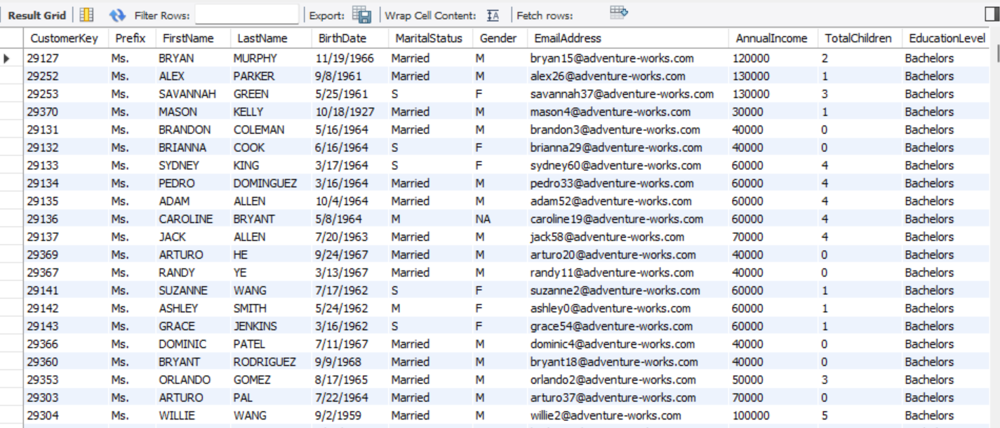 Result Grid Filter Rows: Export: Wrap Cell Content: IA Fetch rows:
CustomerKey Prefix FirstName LastName BirthDate MaritalStatus Gender EmailAddress AnnualIncome TotalChildren EducationLevel
29127 Ms. BRYAN MURPHY 11/19/1966 Married M bryan15@adventure-works.com 120000 2 Bachelors
29252 Ms. ALEX PARKER 9/8/1961 Married M alex26@adventure-works.com 130000 1 Bachelors
29253 Ms. SAVANNAH GREEN 5/25/1961 S F savannah37@adventure-works.com 130000 3 Bachelors
29370 Ms. MASON KELLY 10/18/1927 Married M mason4@adventure-works.com 30000 1 Bachelors
29131 Ms. BRANDON COLEMAN 5/16/1964 Married M brandon3@adventure-works.com 40000 0 Bachelors
29132 Ms. BRIANNA COOK 6/16/1964 S F brianna29@adventure-works.com 40000 0 Bachelors
29133 Ms. SYDNEY KING 3/17/1964 S F sydney60@adventure-works.com 60000 4 Bachelors
29134 Ms. PEDRO DOMINGUEZ 3/16/1964 Married M pedro33@adventure-works.com 60000 4 Bachelors
29135 Ms. ADAM ALLEN 10/4/1964 Married M adam52@adventure-works.com 60000 4 Bachelors
29136 Ms. CAROLINE BRYANT 5/8/1964 M NA caroline19@adventure-works.com 60000 4 Bachelors
29137 Ms. JACK ALLEN 7/20/1963 Married M jack58@adventure-works.com 70000 4 Bachelors
29369 Ms. ARTURO HE 9/24/1967 Married M arturo20@adventure-works.com 40000 0 Bachelors
29367 Ms. RANDY YE 3/13/1967 Married M randy11@adventure-works.com 40000 0 Bachelors
29141 Ms. SUZANNE WANG 7/17/1962 S F suzanne2@adventure-works.com 60000 1 Bachelors
29142 Ms. ASHLEY SMITH 5/24/1962 M F ashley0@adventure-works.com 60000 1 Bachelors
29143 Ms. GRACE JENKINS 3/16/1962 S F grace54@adventure-works.com 60000 1 Bachelors
29366 Ms. DOMINIC PATEL 7/11/1967 Married M dominic4@adventure-works.com 40000 0 Bachelors
29360 Ms. BRYANT RODRIGUEZ 9/9/1968 Married M bryant18@adventure-works.com 40000 0 Bachelors
29353 Ms. ORLANDO GOMEZ 8/17/1965 Married M orlando2@adventure-works.com 50000 3 Bachelors
29303 Ms. ARTURO PAL 7/22/1964 Married M arturo37@adventure-works.com 70000 0 Bachelors
29304 Ms. WILLIE WANG 9/2/1959 Married M willie2@adventure-works.com 100000 5 Bachelors